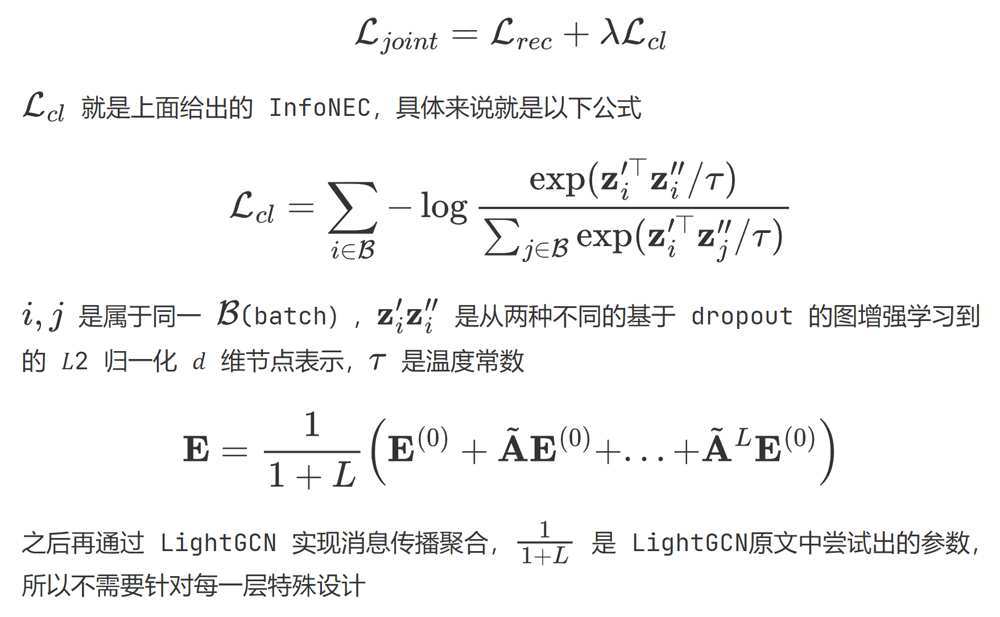 $\mathcal{L}_{joint} = \mathcal{L}_{rec} + \lambda \mathcal{L}_{cl}$
$\mathcal{L}_{cl}$ 就是上面给出的 InfoNEC，具体来说就是以下公式
$\mathcal{L}_{cl} = \sum_{i \in \mathcal{B}} - \log \frac{\exp(\mathbf{z}_i'^{\top} \mathbf{z}_i'' / \tau)}{\sum_{j \in \mathcal{B}} \exp(\mathbf{z}_i'^{\top} \mathbf{z}_j'' / \tau)}$
$i, j$ 是属于同一 $\mathcal{B}$(batch)，$\mathbf{z}_i' \mathbf{z}_i''$ 是从两种不同的基于 dropout 的图增强学习到
的 $L2$ 归一化 $d$ 维节点表示，$\tau$ 是温度常数
$\mathbf{E} = \frac{1}{1+L} \left( \mathbf{E}^{(0)} + \tilde{\mathbf{A}} \mathbf{E}^{(0)} + \ldots + \tilde{\mathbf{A}}^{L} \mathbf{E}^{(0)} \right)$
之后再通过 LightGCN 实现消息传播聚合，$\frac{1}{1+L}$ 是 LightGCN原文中尝试出的参数，
所以不需要针对每一层特殊设计